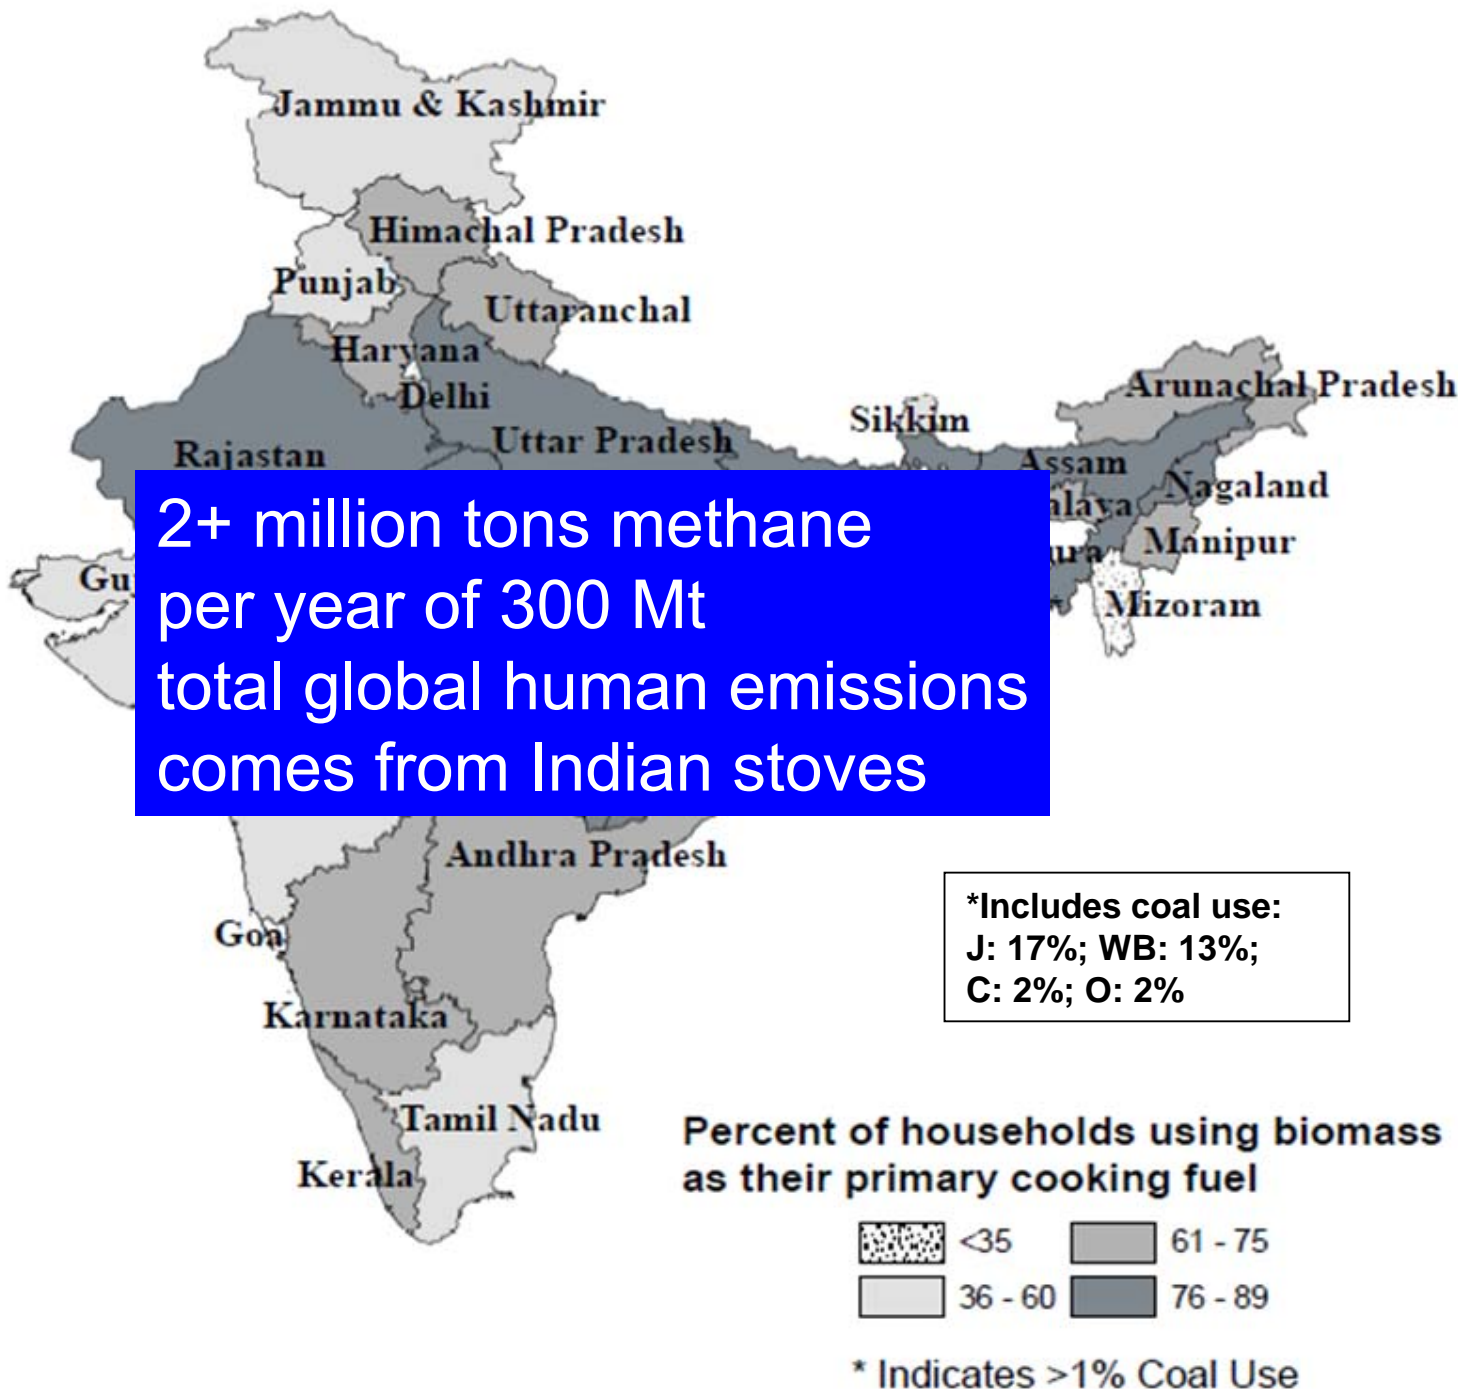 Jammu & Kashmir
Himachal Pradesh
Punjab
Uttaranchal
Haryana
Delhi
Arunachal Pradesh
Sikkim
Uttar Pradesh
Rajastan
Assam
Nagaland
alaya
2+ million tons methane
per year of 300 Mt
total global human emissions
comes from Indian stoves
Manipur
ura
Gu
Mizoram
Andhra Pradesh
*Includes coal use:
J: 17%; WB: 13%;
C: 2%; O: 2%
Goa
Karnataka
Tamil Nadu
Kerala
Percent of households using biomass
as their primary cooking fuel
<35
61 - 75
36 - 60
76 - 89
* Indicates >1% Coal Use